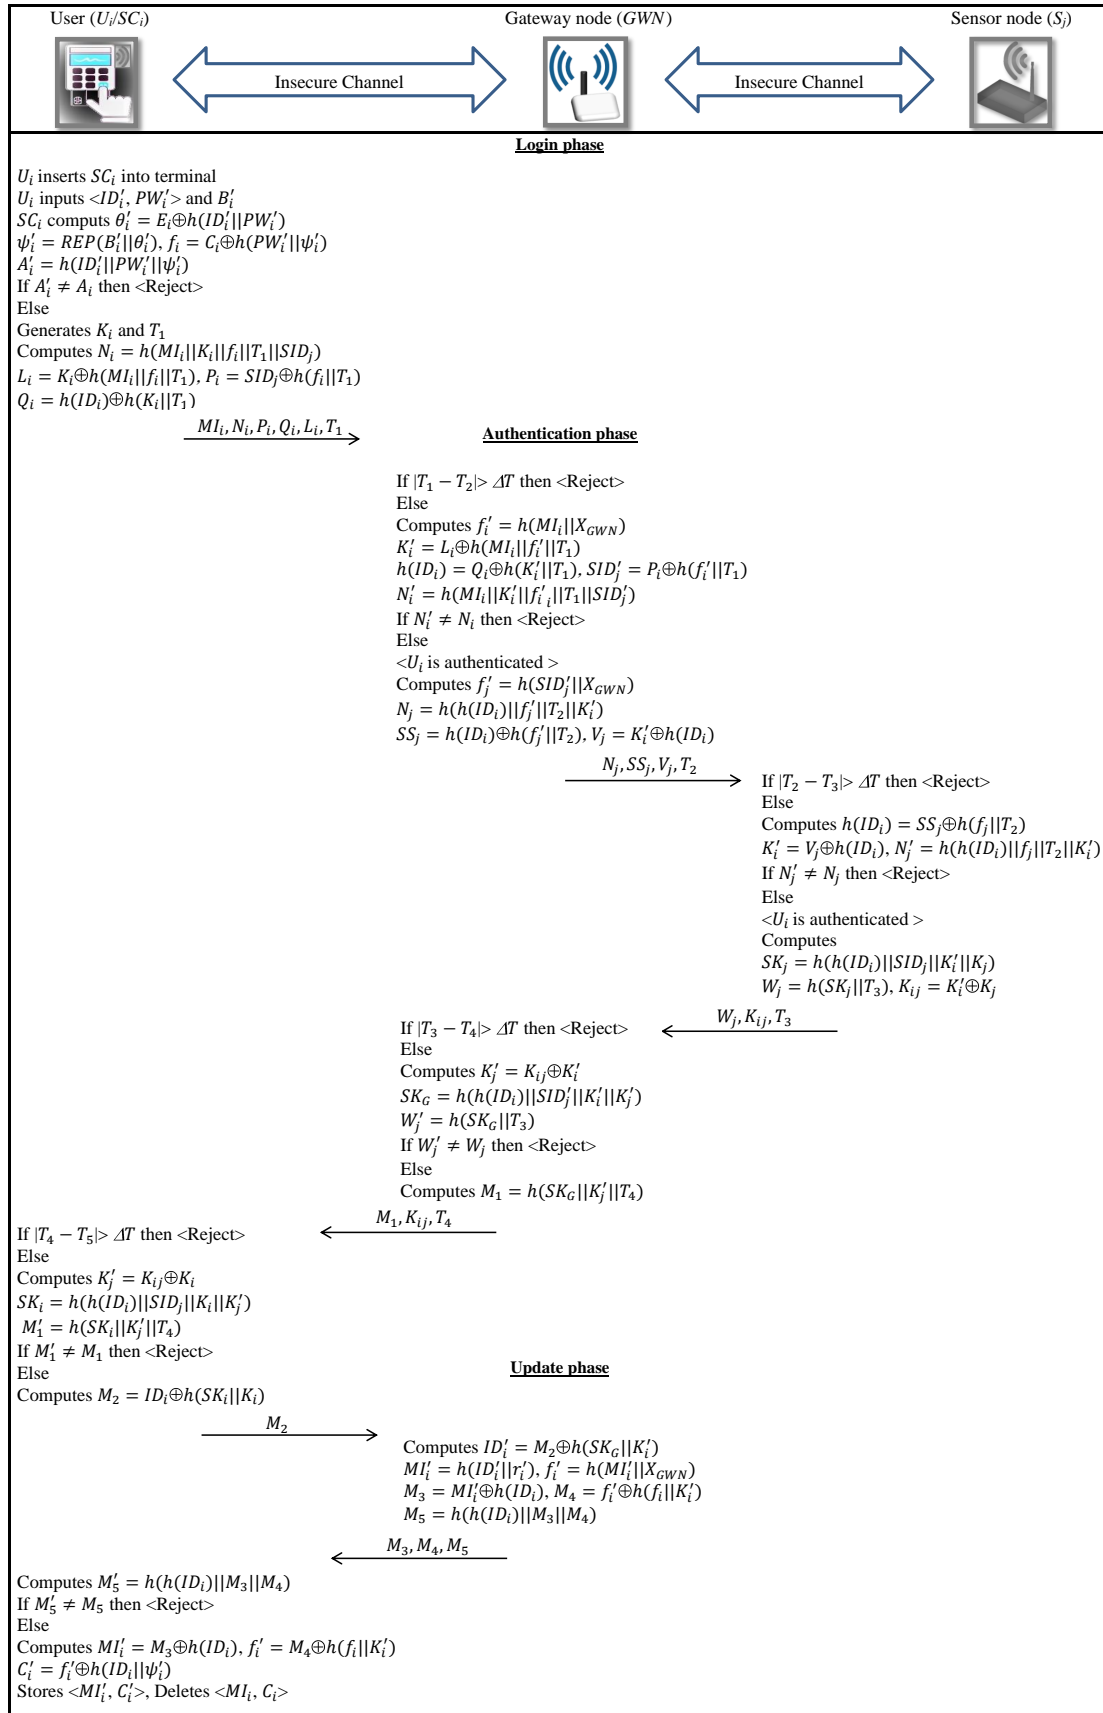 User (Uᵢ/SCᵢ)
Gateway node (GWN)
Sensor node (Sⱼ)
Insecure Channel
Insecure Channel
Login phase
Uᵢ inserts SCᵢ into terminal
Uᵢ inputs <ID′ᵢ, PW′ᵢ> and B′ᵢ
SCᵢ computs θ′ᵢ = Eᵢ⊕h(ID′ᵢ||PW′ᵢ)
ψ′ᵢ = REP(B′ᵢ||θ′ᵢ), fᵢ = Cᵢ⊕h(PW′ᵢ||ψ′ᵢ)
A′ᵢ = h(ID′ᵢ||PW′ᵢ||ψ′ᵢ)
If A′ᵢ ≠ Aᵢ then <Reject>
Else
Generates Kᵢ and T₁
Computes Nᵢ = h(MIᵢ||Kᵢ||fᵢ||T₁||SIDⱼ)
Lᵢ = Kᵢ⊕h(MIᵢ||fᵢ||T₁), Pᵢ = SIDⱼ⊕h(fᵢ||T₁)
Qᵢ = h(IDᵢ)⊕h(Kᵢ||T₁)
MIᵢ, Nᵢ, Pᵢ, Qᵢ, Lᵢ, T₁
Authentication phase
If |T₁ − T₂|> ΔT then <Reject>
Else
Computes f′ᵢ = h(MIᵢ||X_GWN)
K′ᵢ = Lᵢ⊕h(MIᵢ||f′ᵢ||T₁)
h(IDᵢ) = Qᵢ⊕h(K′ᵢ||T₁), SID′ⱼ = Pᵢ⊕h(f′ᵢ||T₁)
N′ᵢ = h(MIᵢ||K′ᵢ||f′ᵢ||T₁||SID′ⱼ)
If N′ᵢ ≠ Nᵢ then <Reject>
Else
<Uᵢ is authenticated >
Computes f′ⱼ = h(SID′ⱼ||X_GWN)
Nⱼ = h(h(IDᵢ)||f′ⱼ||T₂||K′ᵢ)
SSⱼ = h(IDᵢ)⊕h(f′ⱼ||T₂), Vⱼ = K′ᵢ⊕h(IDᵢ)
Nⱼ, SSⱼ, Vⱼ, T₂
If |T₂ − T₃|> ΔT then <Reject>
Else
Computes h(IDᵢ) = SSⱼ⊕h(fⱼ||T₂)
K′ᵢ = Vⱼ⊕h(IDᵢ), N′ⱼ = h(h(IDᵢ)||fⱼ||T₂||K′ᵢ)
If N′ⱼ ≠ Nⱼ then <Reject>
Else
<Uᵢ is authenticated >
Computes
SKⱼ = h(h(IDᵢ)||SIDⱼ||K′ᵢ||Kⱼ)
Wⱼ = h(SKⱼ||T₃), Kᵢⱼ = K′ᵢ⊕Kⱼ
Wⱼ, Kᵢⱼ, T₃
If |T₃ − T₄|> ΔT then <Reject>
Else
Computes K′ⱼ = Kᵢⱼ⊕K′ᵢ
SK_G = h(h(IDᵢ)||SID′ⱼ||K′ᵢ||K′ⱼ)
W′ⱼ = h(SK_G||T₃)
If W′ⱼ ≠ Wⱼ then <Reject>
Else
Computes M₁ = h(SK_G||K′ⱼ||T₄)
M₁, Kᵢⱼ, T₄
If |T₄ − T₅|> ΔT then <Reject>
Else
Computes K′ⱼ = Kᵢⱼ⊕Kᵢ
SKᵢ = h(h(IDᵢ)||SIDⱼ||Kᵢ||K′ⱼ)
M′₁ = h(SKᵢ||K′ⱼ||T₄)
If M′₁ ≠ M₁ then <Reject>
Else
Update phase
Computes M₂ = IDᵢ⊕h(SKᵢ||Kᵢ)
M₂
Computes ID′ᵢ = M₂⊕h(SK_G||K′ᵢ)
MI′ᵢ = h(ID′ᵢ||r′ᵢ), f′ᵢ = h(MI′ᵢ||X_GWN)
M₃ = MI′ᵢ⊕h(IDᵢ), M₄ = f′ᵢ⊕h(fᵢ||K′ᵢ)
M₅ = h(h(IDᵢ)||M₃||M₄)
M₃, M₄, M₅
Computes M′₅ = h(h(IDᵢ)||M₃||M₄)
If M′₅ ≠ M₅ then <Reject>
Else
Computes MI′ᵢ = M₃⊕h(IDᵢ), f′ᵢ = M₄⊕h(fᵢ||K′ᵢ)
C′ᵢ = f′ᵢ⊕h(IDᵢ||ψ′ᵢ)
Stores <MI′ᵢ, C′ᵢ>, Deletes <MIᵢ, Cᵢ>